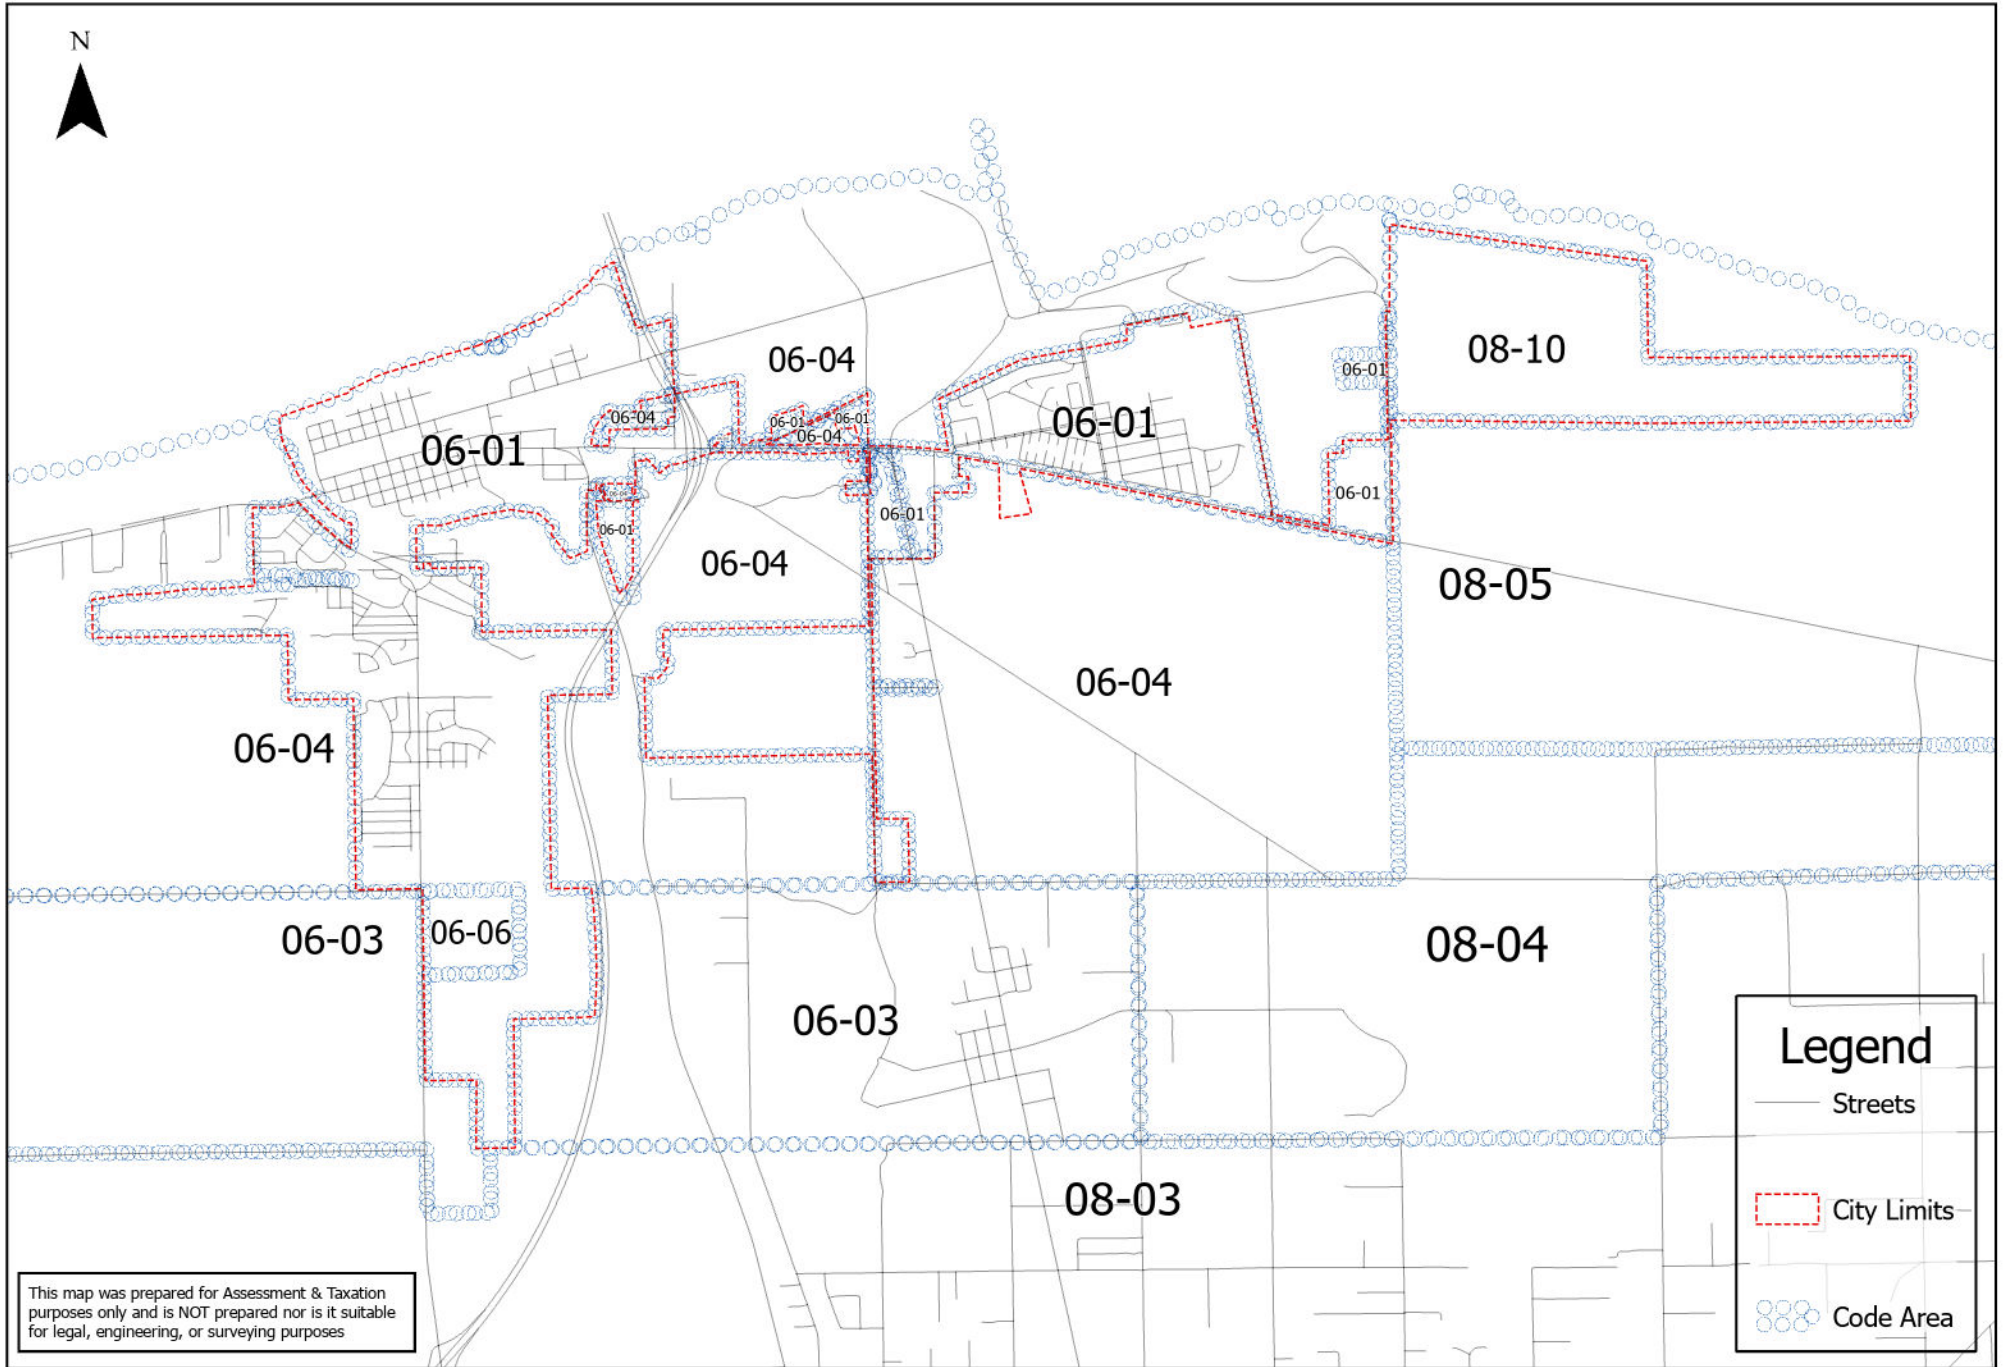 N
06-04
08-10
06-01
06-04
06-01
06-01
06-01
06-04
06-01
06-01
06-04
06-01
06-01
06-01
06-04
08-05
06-04
06-04
06-06
06-03
08-04
06-03
08-03
Legend
Streets
City Limits
Code Area
This map was prepared for Assessment & Taxation
purposes only and is NOT prepared nor is it suitable
for legal, engineering, or surveying purposes